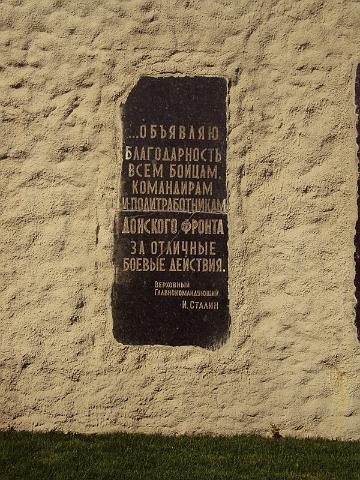 ...ОБЪЯВЛЯЮ
БЛАГОДАРНОСТЬ
ВСЕМ БОЙЦАМ,
КОМАНДИРАМ
И ПОЛИТРАБОТНИКАМ
ДОНСКОГО ФРОНТА
ЗА ОТЛИЧНЫЕ
БОЕВЫЕ ДЕЙСТВИЯ.
ВЕРХОВНЫЙ
ГЛАВНОКОМАНДУЮЩИЙ
И. СТАЛИН